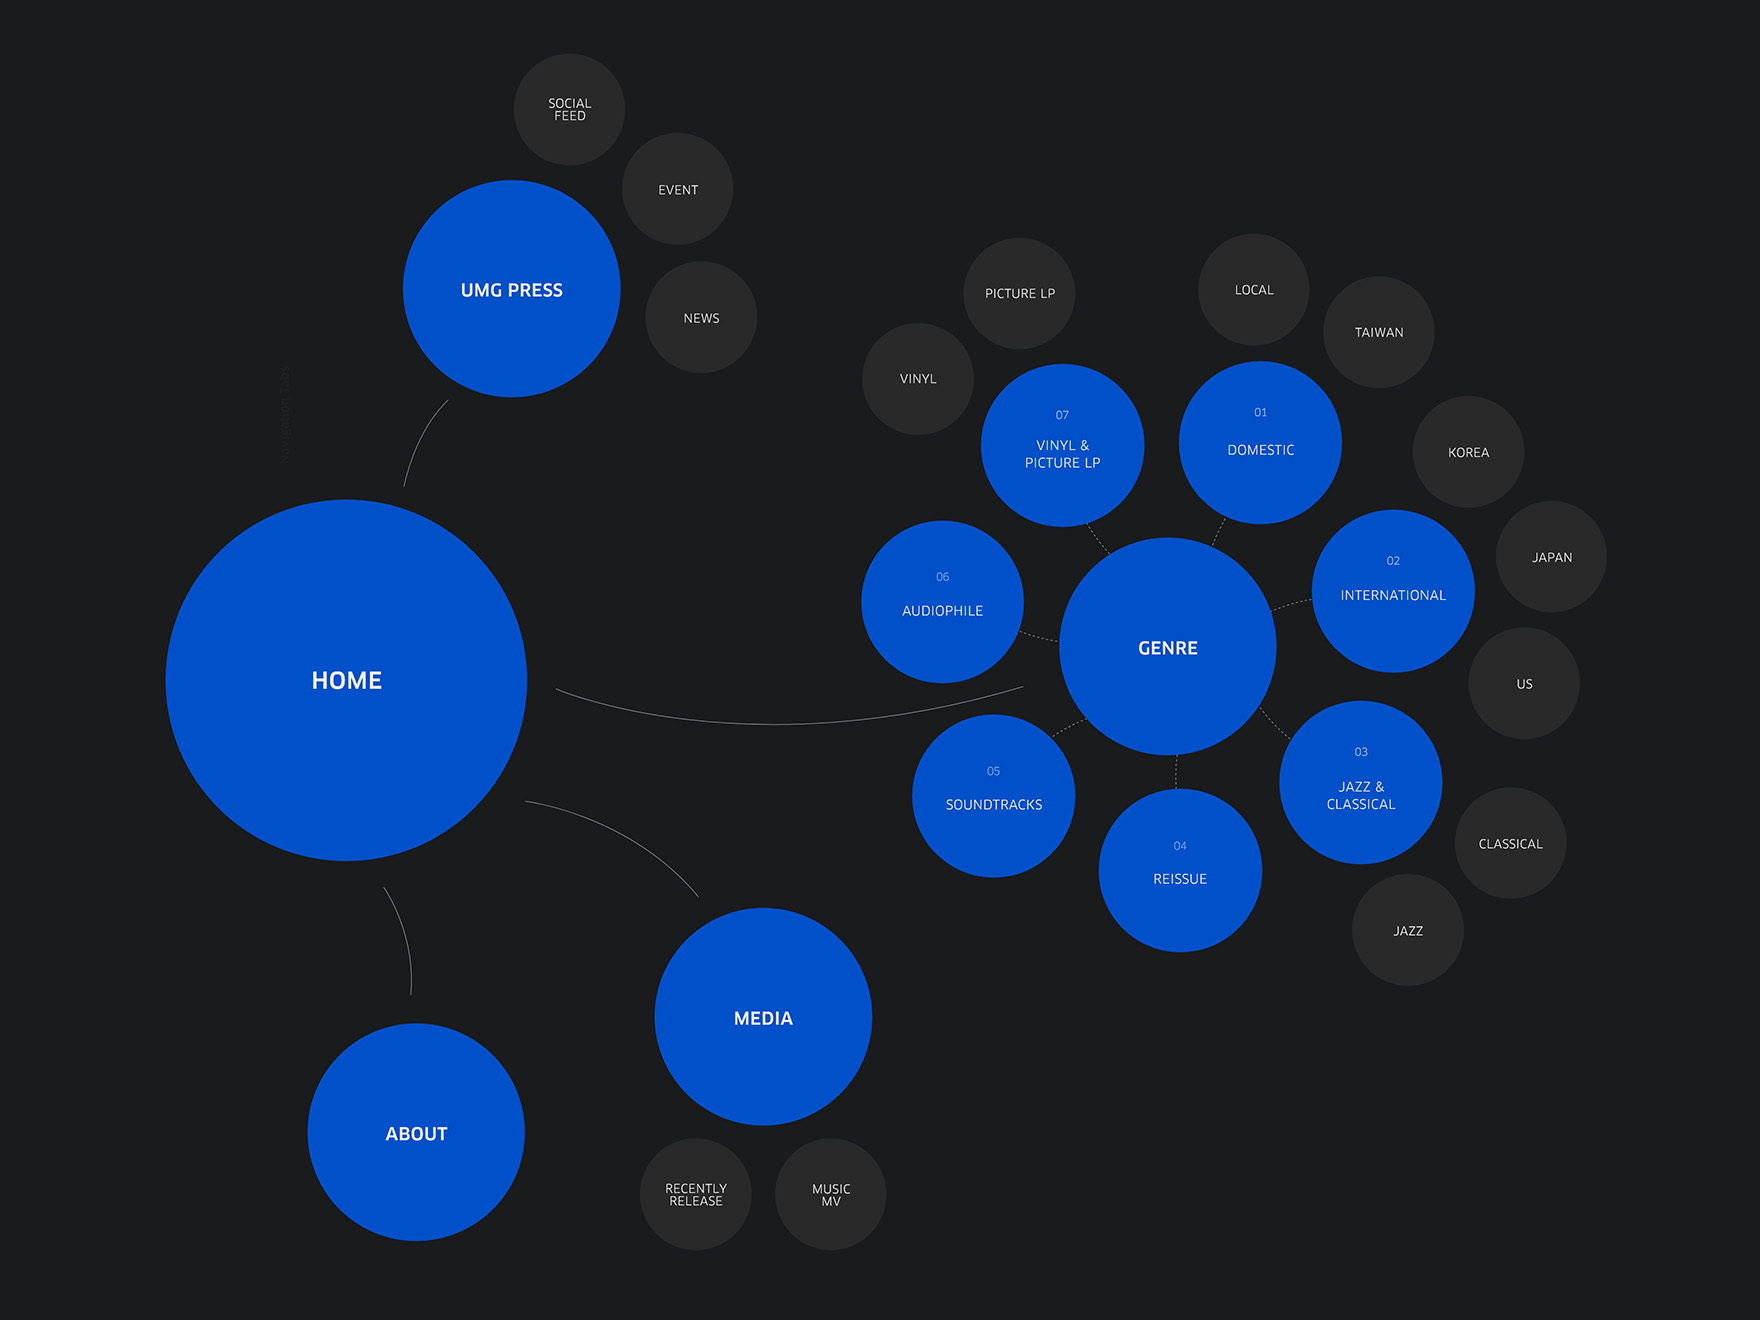 SOCIAL
FEED
EVENT
UMG PRESS
NEWS
HOME
ABOUT
MEDIA
RECENTLY
RELEASE
MUSIC
MV
GENRE
01
DOMESTIC
LOCAL
TAIWAN
02
INTERNATIONAL
KOREA
JAPAN
US
03
JAZZ &
CLASSICAL
CLASSICAL
JAZZ
04
REISSUE
05
SOUNDTRACKS
06
AUDIOPHILE
07
VINYL &
PICTURE LP
VINYL
PICTURE LP